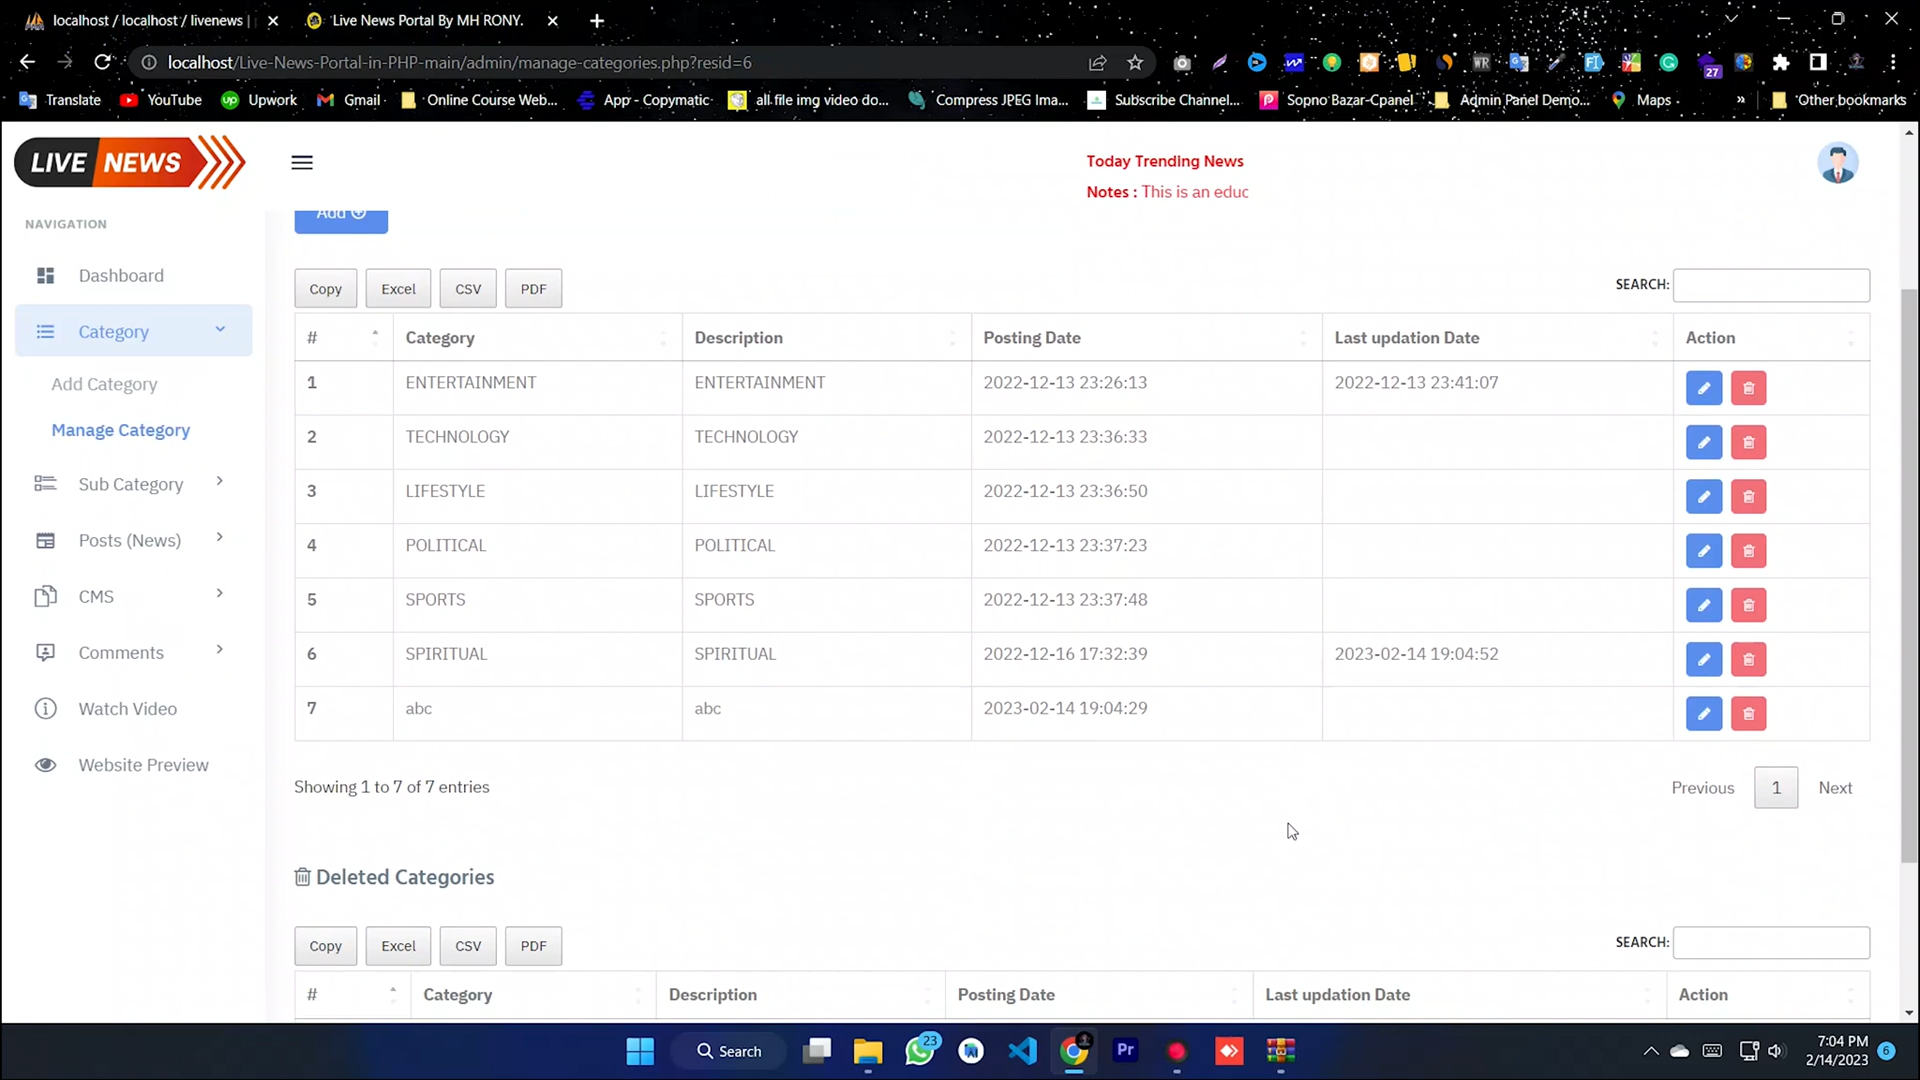 localhost / localhost / livenews |
Live News Portal By MH RONY.
localhost/Live-News-Portal-in-PHP-main/admin/manage-categories.php?resid=6
WR
27
Translate
YouTube
Upwork
Gmail
Online Course Web...
App - Copymatic
all file img video do...
Compress JPEG Ima...
Subscribe Channel...
Sopno Bazar-Cpanel
Admin Panel Demo...
Maps
»
Other bookmarks
LIVE NEWS
Today Trending News
Notes : This is an educ
NAVIGATION
Dashboard
Category
Add Category
Manage Category
Sub Category
Posts (News)
CMS
Comments
Watch Video
Website Preview
Add
Copy Excel CSV PDF
SEARCH:
# Category Description Posting Date Last updation Date Action
1 ENTERTAINMENT ENTERTAINMENT 2022-12-13 23:26:13 2022-12-13 23:41:07
2 TECHNOLOGY TECHNOLOGY 2022-12-13 23:36:33
3 LIFESTYLE LIFESTYLE 2022-12-13 23:36:50
4 POLITICAL POLITICAL 2022-12-13 23:37:23
5 SPORTS SPORTS 2022-12-13 23:37:48
6 SPIRITUAL SPIRITUAL 2022-12-16 17:32:39 2023-02-14 19:04:52
7 abc abc 2023-02-14 19:04:29
Showing 1 to 7 of 7 entries
Previous 1 Next
Deleted Categories
Copy Excel CSV PDF
SEARCH:
# Category Description Posting Date Last updation Date Action
Search
23
Pr
7:04 PM
2/14/2023
6